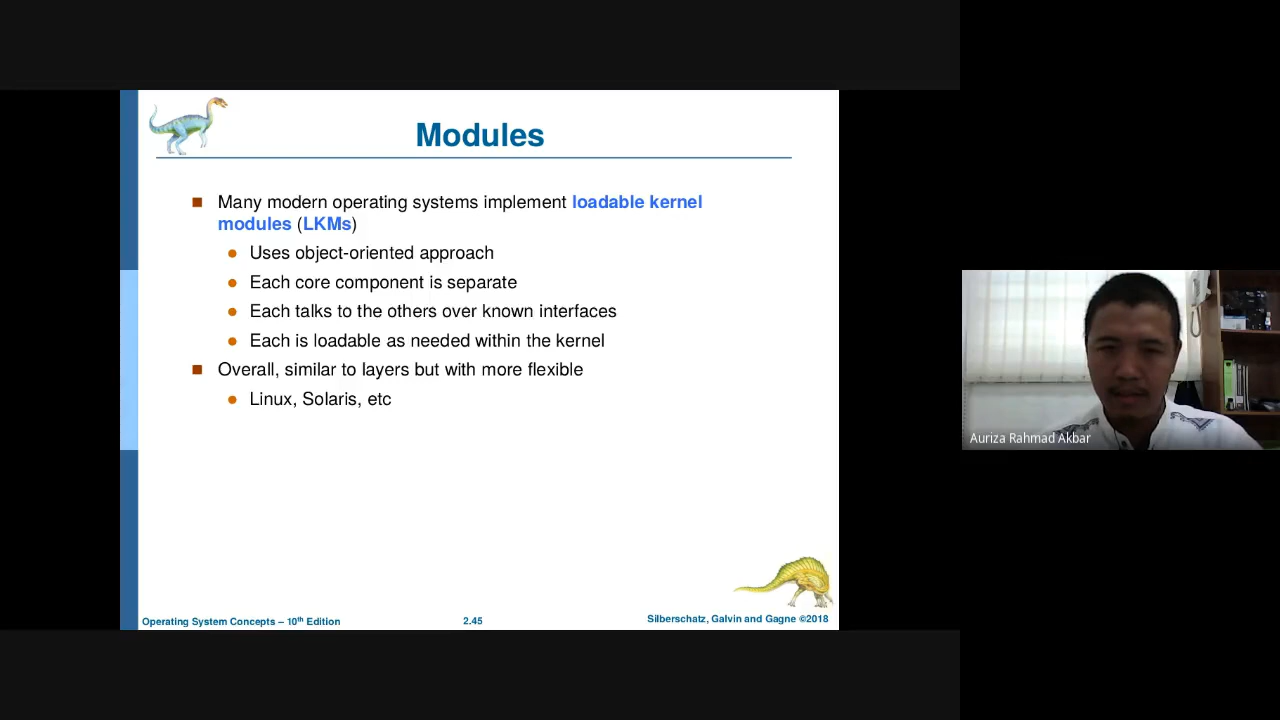 Modules
Many modern operating systems implement loadable kernel
modules (LKMs)
Uses object-oriented approach
Each core component is separate
Each talks to the others over known interfaces
Each is loadable as needed within the kernel
Overall, similar to layers but with more flexible
Linux, Solaris, etc
Operating System Concepts – 10th Edition
2.45
Silberschatz, Galvin and Gagne ©2018
Auriza Rahmad Akbar